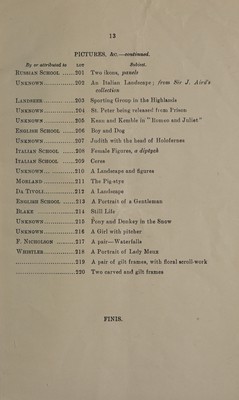 13
PICTURES, &c.—continued.
By or attributed to LOT Subject.
RUSSIAN SCHOOL ......201 Two ikons, panels
UNKNOWN ...............202 An Italian Landscape; from Sir J. Aird's
collection
LANDSEER ...............203 Sporting Group in the Highlands
UNKNOWN ...............204 St. Peter being released from Prison
UNKNOWN ...............205 Kean and Kemble in "Romeo and Juliet"
ENGLISH SCHOOL ......206 Boy and Dog
UNKNOWN ...............207 Judith with the head of Holofernes
ITALIAN SCHOOL ......208 Female Figures, a diptych
ITALIAN SCHOOL ......209 Ceres
UNKNOWN ...............210 A Landscape and figures
MORLAND ...............211 The Pig-stye
DA TIVOLI ...............212 A Landscape
ENGLISH SCHOOL ......213 A Portrait of a Gentleman
BLAKE ...............214 Still Life
UNKNOWN ...............215 Pony and Donkey in the Snow
UNKNOWN ...............216 A Girl with pitcher
F. NICHOLSON .........217 A pair—Waterfalls
WHISTLER ...............218 A Portrait of Lady Meux
..............................219 A pair of gilt frames, with floral scroll-work
..............................220 Two carved and gilt frames
FINIS.